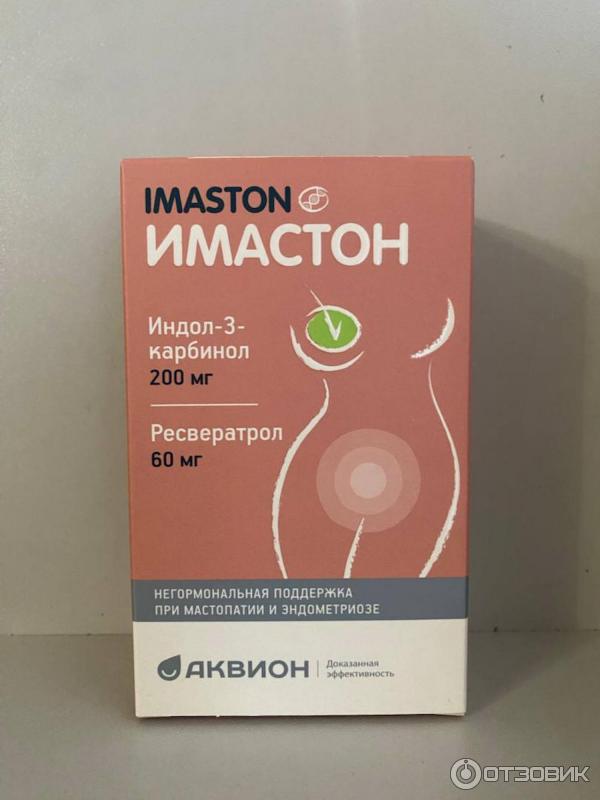 IMASTON
ИМАСТОН
Индол-3-
карбинол
200 мг
Ресвератрол
60 мг
НЕГОРМОНАЛЬНАЯ ПОДДЕРЖКА
ПРИ МАСТОПАТИИ И ЭНДОМЕТРИОЗЕ
АКВИОН
Доказанная
эффективность
ОТЗОВИК